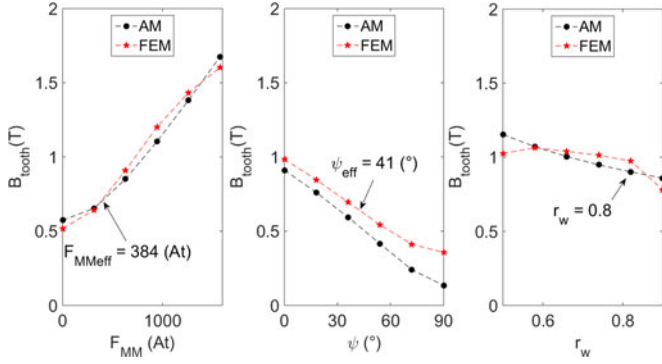 AM
FEM
2
1.5
1
0.5
0
B_tooth(T)
F_MMeff = 384 (At)
0
1000
F_MM (At)
AM
FEM
2
1.5
1
0.5
0
B_tooth(T)
ψ_eff = 41 (°)
0
30
60
90
ψ (°)
AM
FEM
2
1.5
1
0.5
0
B_tooth(T)
r_w = 0.8
0.6
0.8
r_w